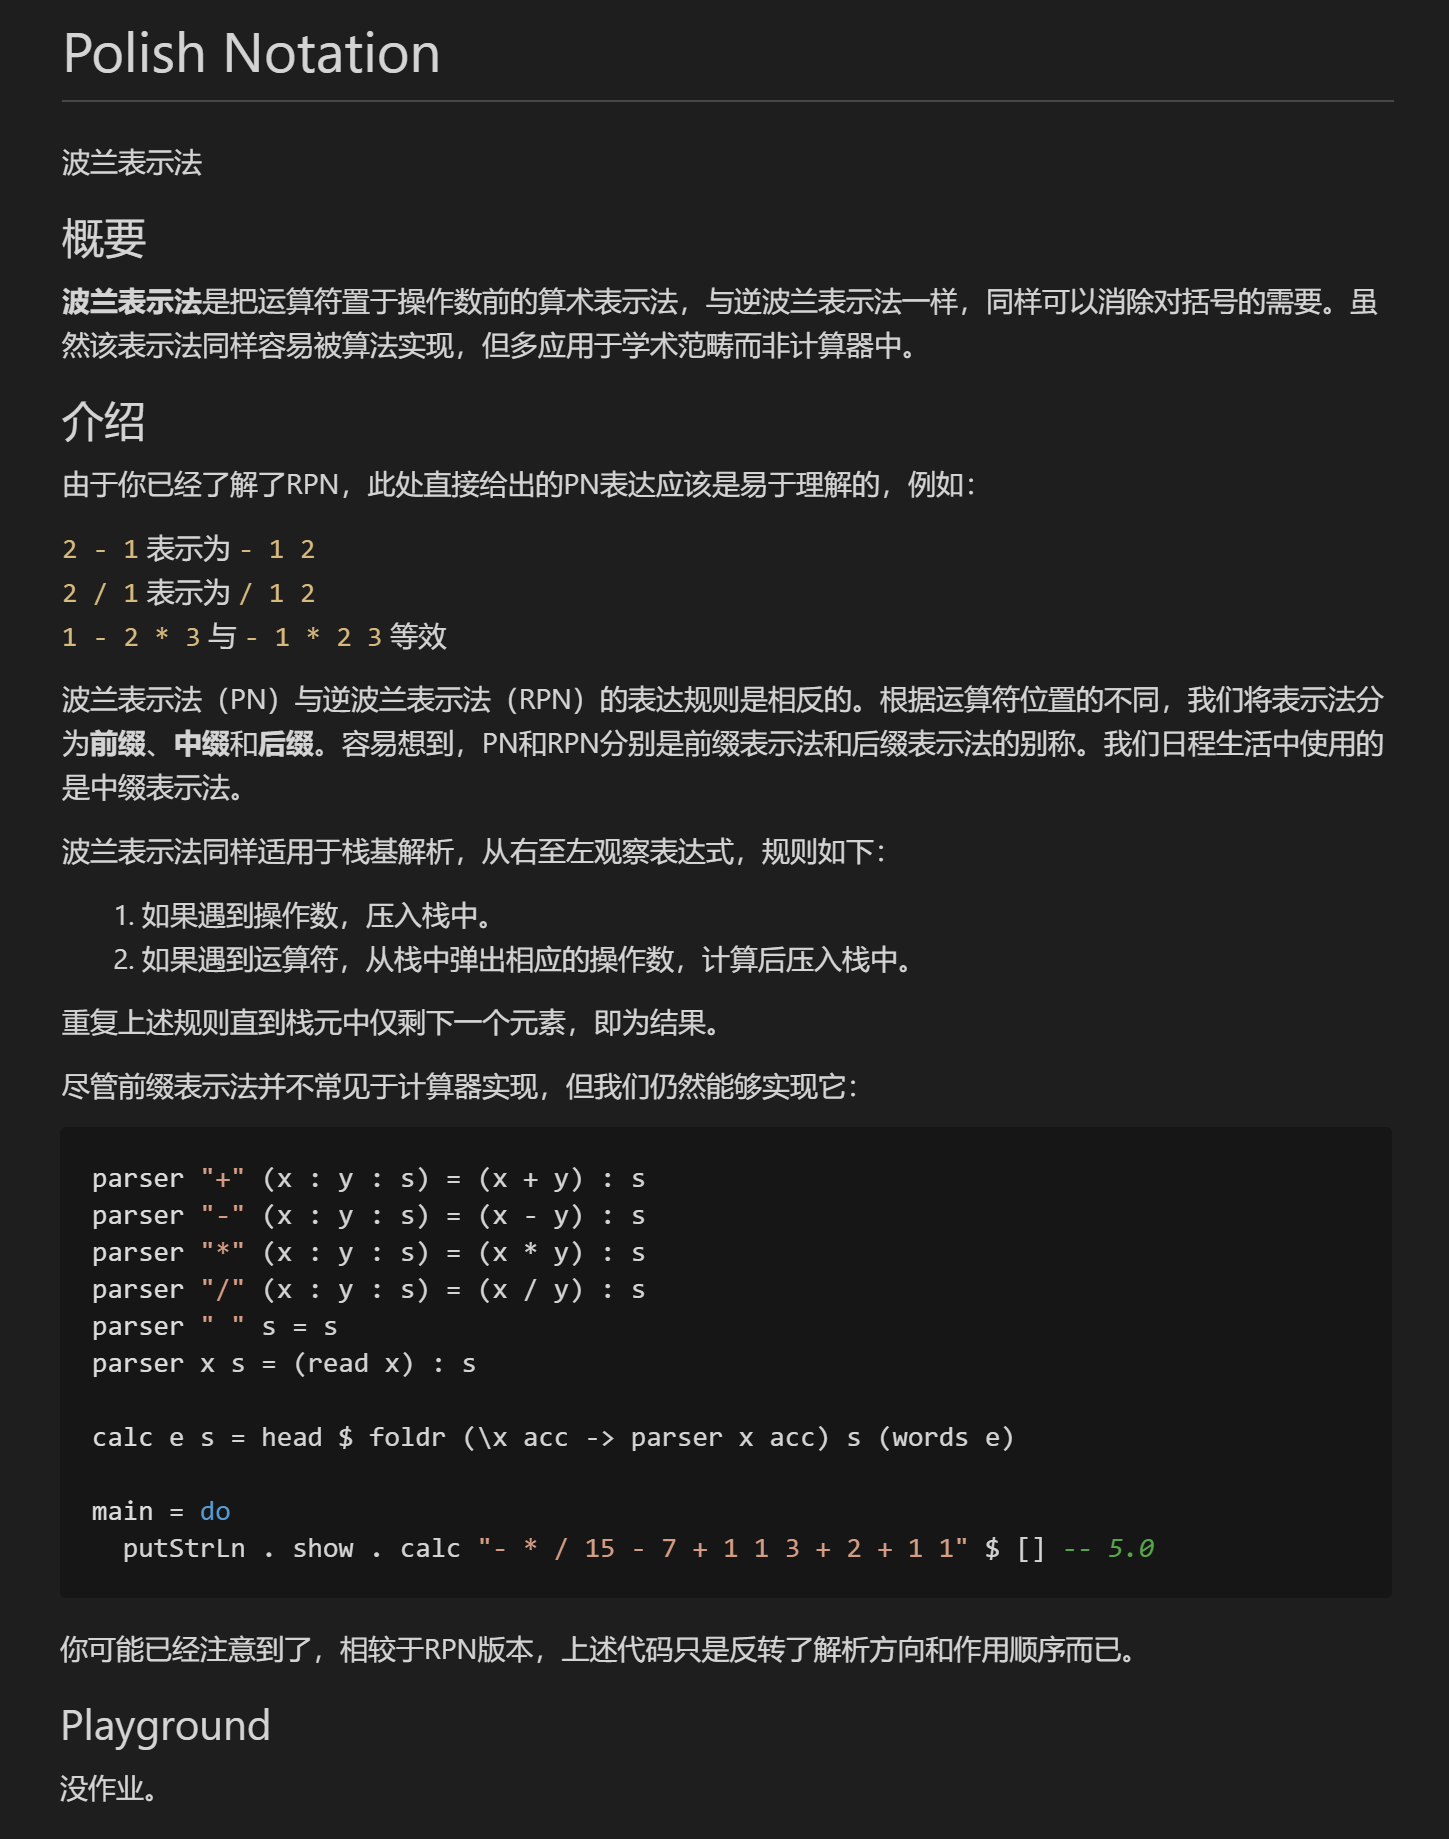 Polish Notation
波兰表示法
概要
波兰表示法是把运算符置于操作数前的算术表示法，与逆波兰表示法一样，同样可以消除对括号的需要。虽
然该表示法同样容易被算法实现，但多应用于学术范畴而非计算器中。
介绍
由于你已经了解了RPN，此处直接给出的PN表达应该是易于理解的，例如：
2 - 1 表示为 - 1 2
2 / 1 表示为 / 1 2
1 - 2 * 3 与 - 1 * 2 3 等效
波兰表示法（PN）与逆波兰表示法（RPN）的表达规则是相反的。根据运算符位置的不同，我们将表示法分
为前缀、中缀和后缀。容易想到，PN和RPN分别是前缀表示法和后缀表示法的别称。我们日程生活中使用的
是中缀表示法。
波兰表示法同样适用于栈基解析，从右至左观察表达式，规则如下：
1. 如果遇到操作数，压入栈中。
2. 如果遇到运算符，从栈中弹出相应的操作数，计算后压入栈中。
重复上述规则直到栈元中仅剩下一个元素，即为结果。
尽管前缀表示法并不常见于计算器实现，但我们仍然能够实现它：
parser "+" (x : y : s) = (x + y) : s
parser "-" (x : y : s) = (x - y) : s
parser "*" (x : y : s) = (x * y) : s
parser "/" (x : y : s) = (x / y) : s
parser " " s = s
parser x s = (read x) : s
calc e s = head $ foldr (\x acc -> parser x acc) s (words e)
main = do
  putStrLn . show . calc "- * / 15 - 7 + 1 1 3 + 2 + 1 1" $ [] -- 5.0
你可能已经注意到了，相较于RPN版本，上述代码只是反转了解析方向和作用顺序而已。
Playground
没作业。